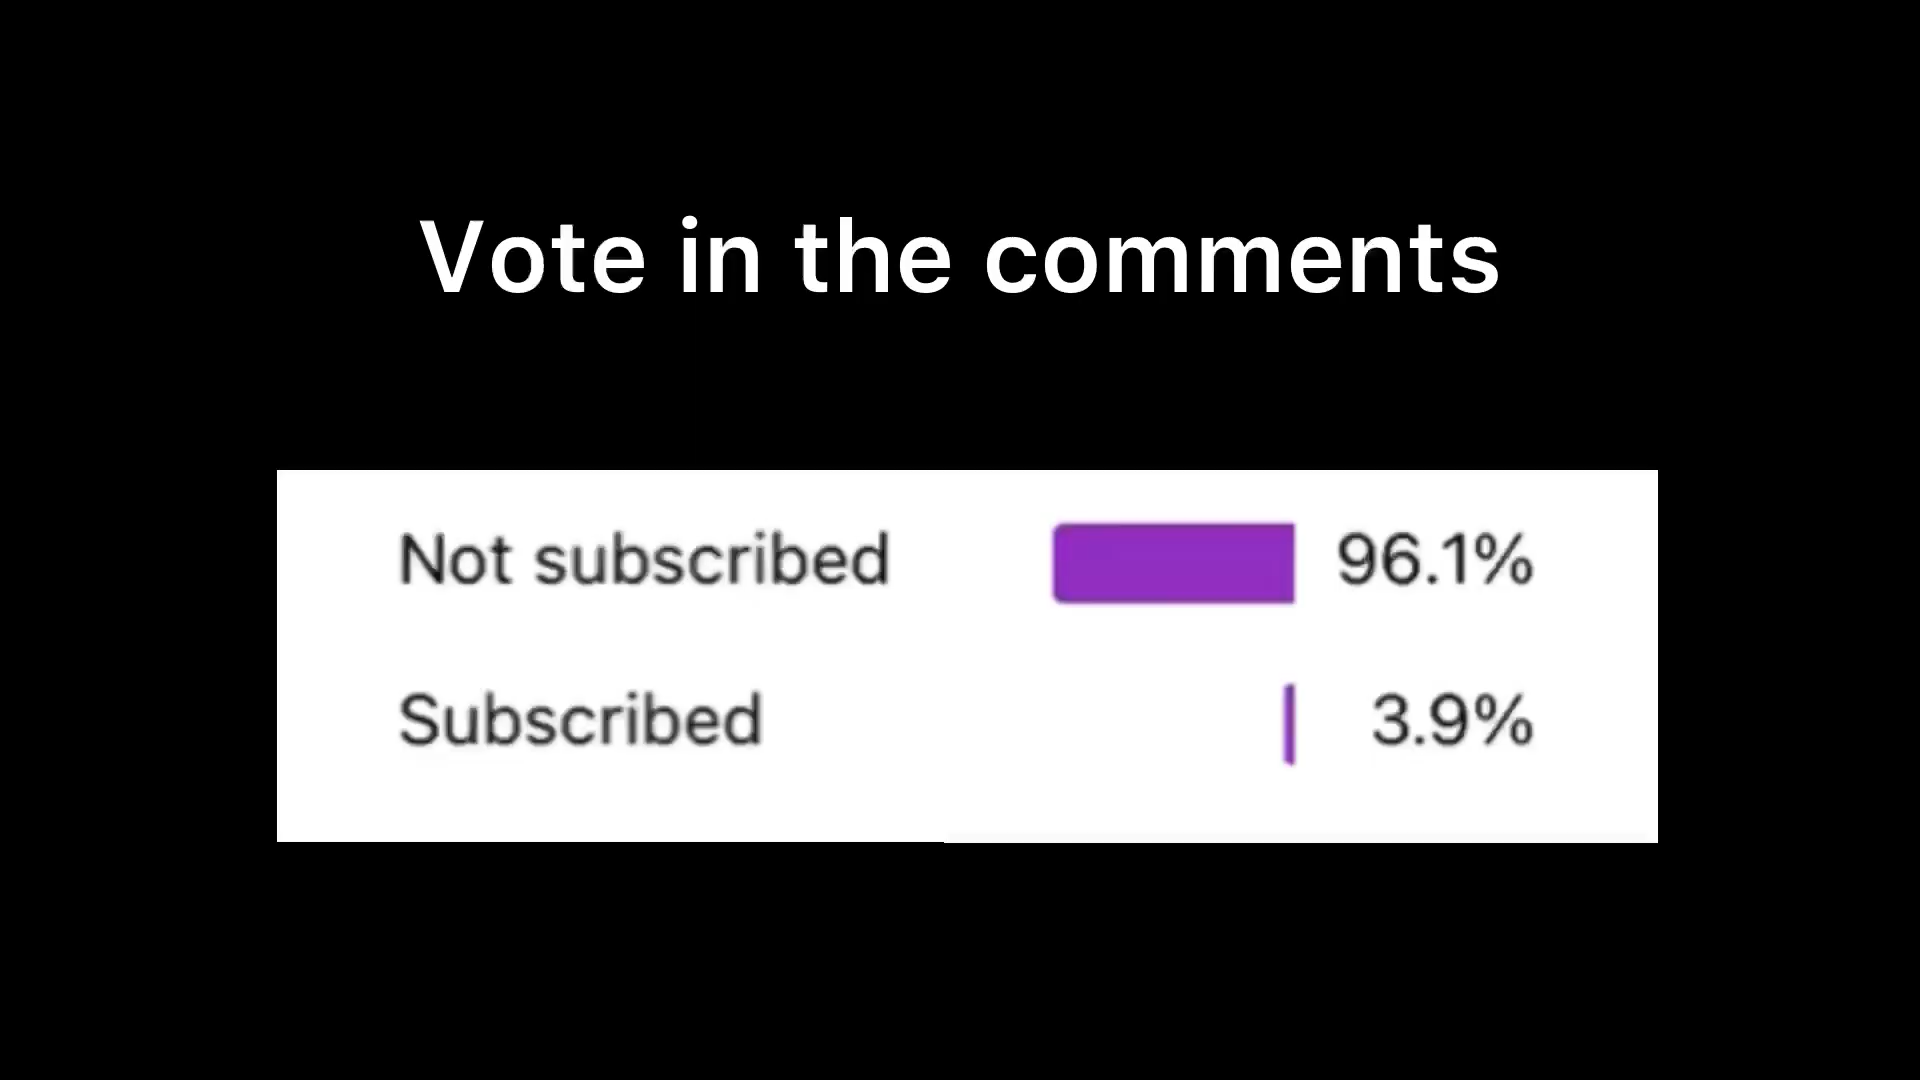 Vote in the comments
Not subscribed 96.1%
Subscribed 3.9%